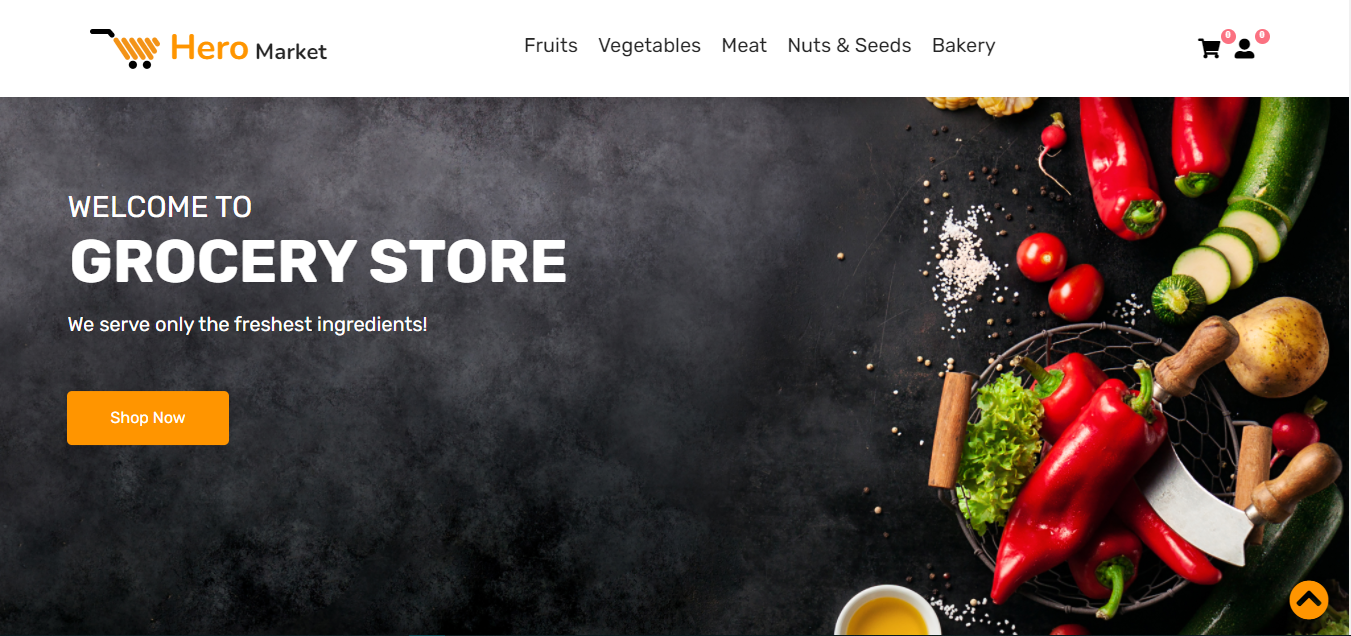 Hero Market
Fruits Vegetables Meat Nuts & Seeds Bakery
0 0
WELCOME TO
GROCERY STORE
We serve only the freshest ingredients!
Shop Now